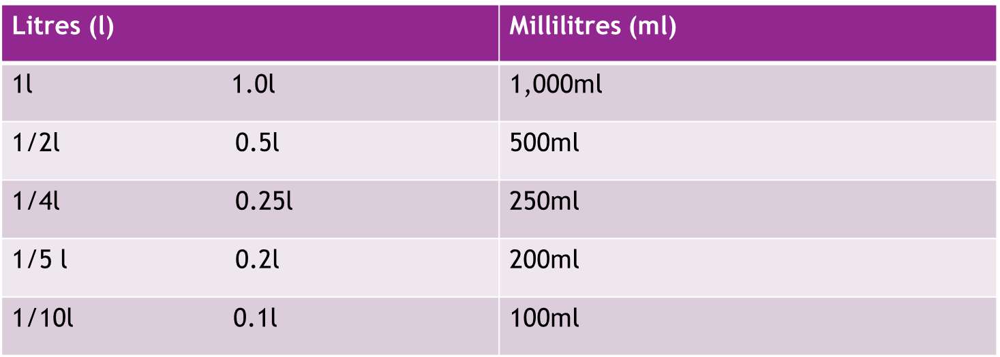 Litres (l) Millilitres (ml)
1l 1.0l 1,000ml
1/2l 0.5l 500ml
1/4l 0.25l 250ml
1/5 l 0.2l 200ml
1/10l 0.1l 100ml